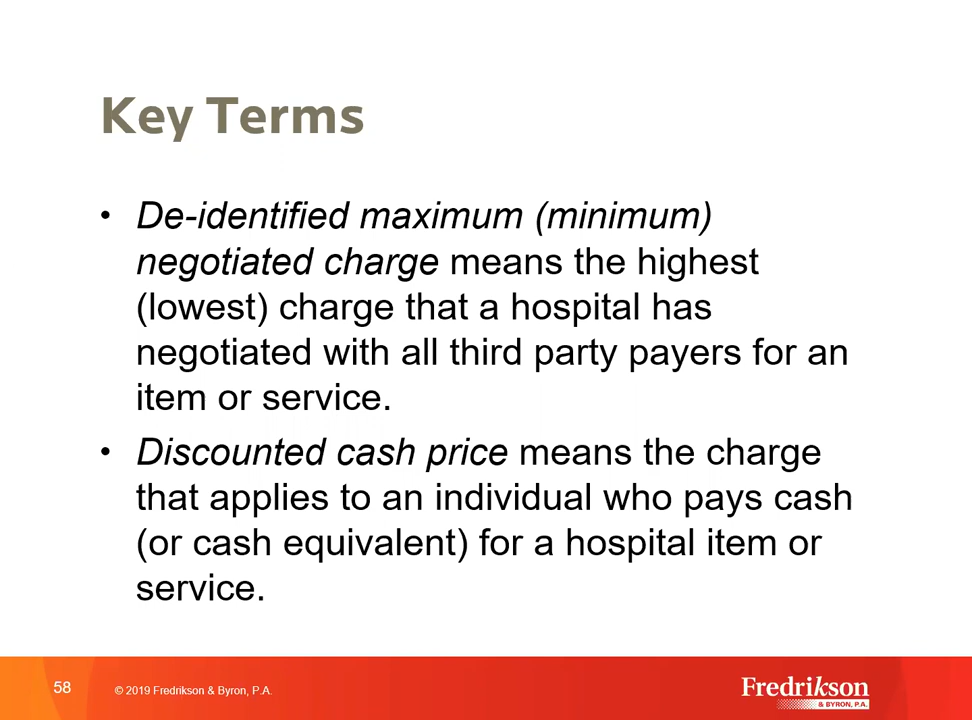 Key Terms
• De-identified maximum (minimum)
negotiated charge means the highest
(lowest) charge that a hospital has
negotiated with all third party payers for an
item or service.
• Discounted cash price means the charge
that applies to an individual who pays cash
(or cash equivalent) for a hospital item or
service.
58
© 2019 Fredrikson & Byron, P.A.
Fredrikson
& BYRON, P.A.